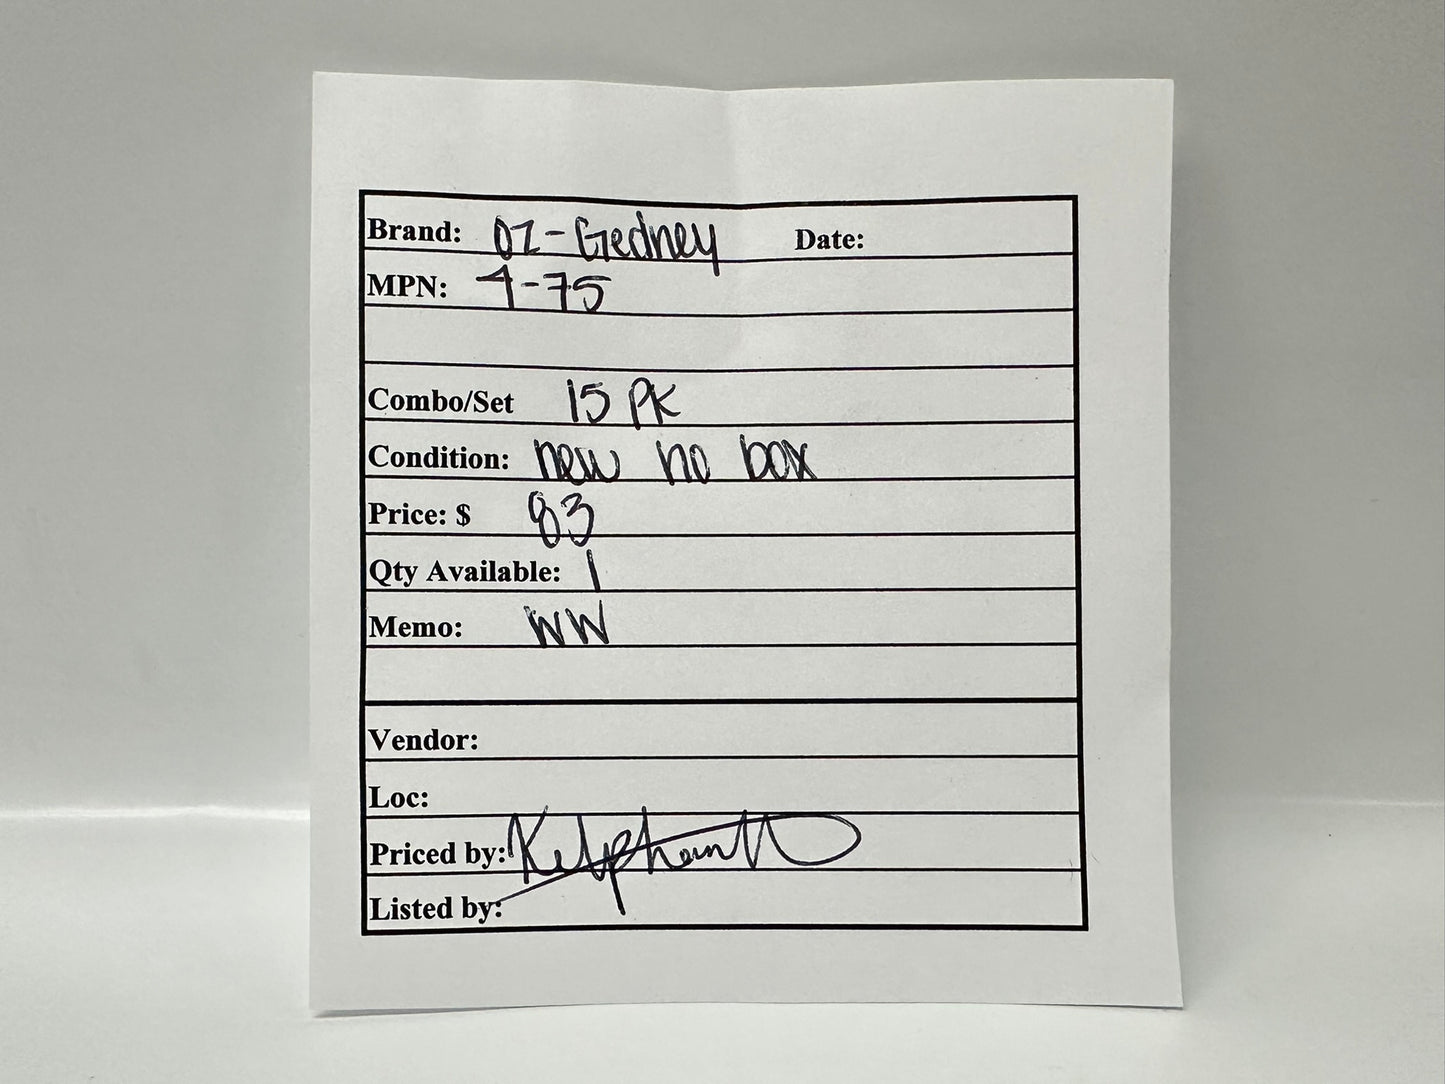 Brand: OZ-Gedney Date:
MPN: 4-75
Combo/Set 15 PK
Condition: new no box
Price: $ 83
Qty Available: 1
Memo: WW
Vendor:
Loc:
Priced by:
Listed by: